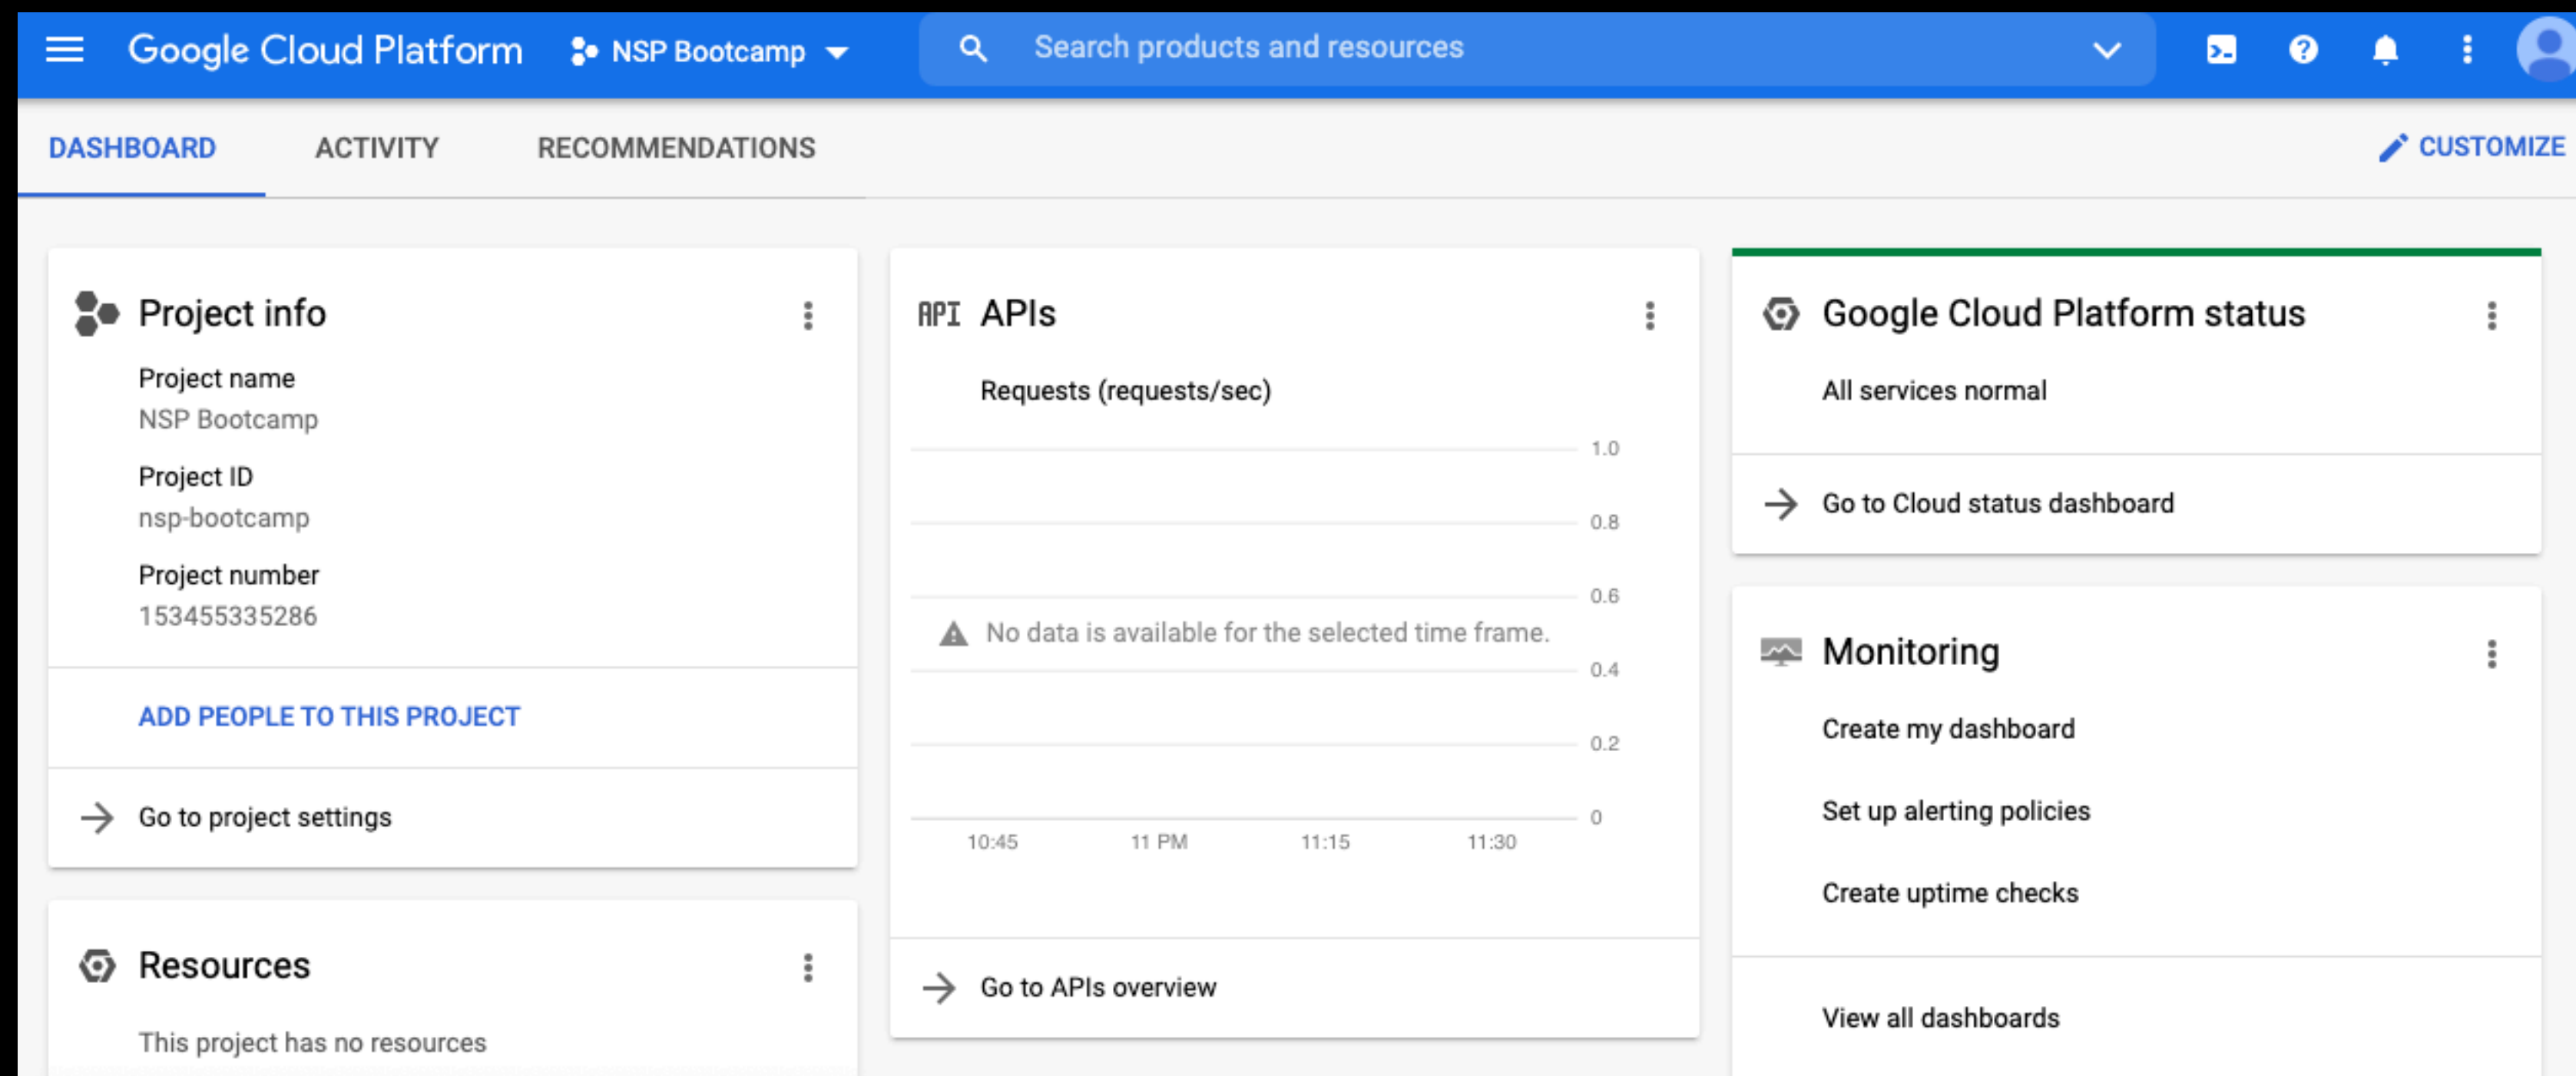 Google Cloud Platform
NSP Bootcamp
Search products and resources
DASHBOARD
ACTIVITY
RECOMMENDATIONS
CUSTOMIZE
Project info
Project name
NSP Bootcamp
Project ID
nsp-bootcamp
Project number
153455335286
ADD PEOPLE TO THIS PROJECT
Go to project settings
Resources
This project has no resources
API APIs
Requests (requests/sec)
1.0
0.8
0.6
No data is available for the selected time frame.
0.4
0.2
0
10:45 11 PM 11:15 11:30
Go to APIs overview
Google Cloud Platform status
All services normal
Go to Cloud status dashboard
Monitoring
Create my dashboard
Set up alerting policies
Create uptime checks
View all dashboards